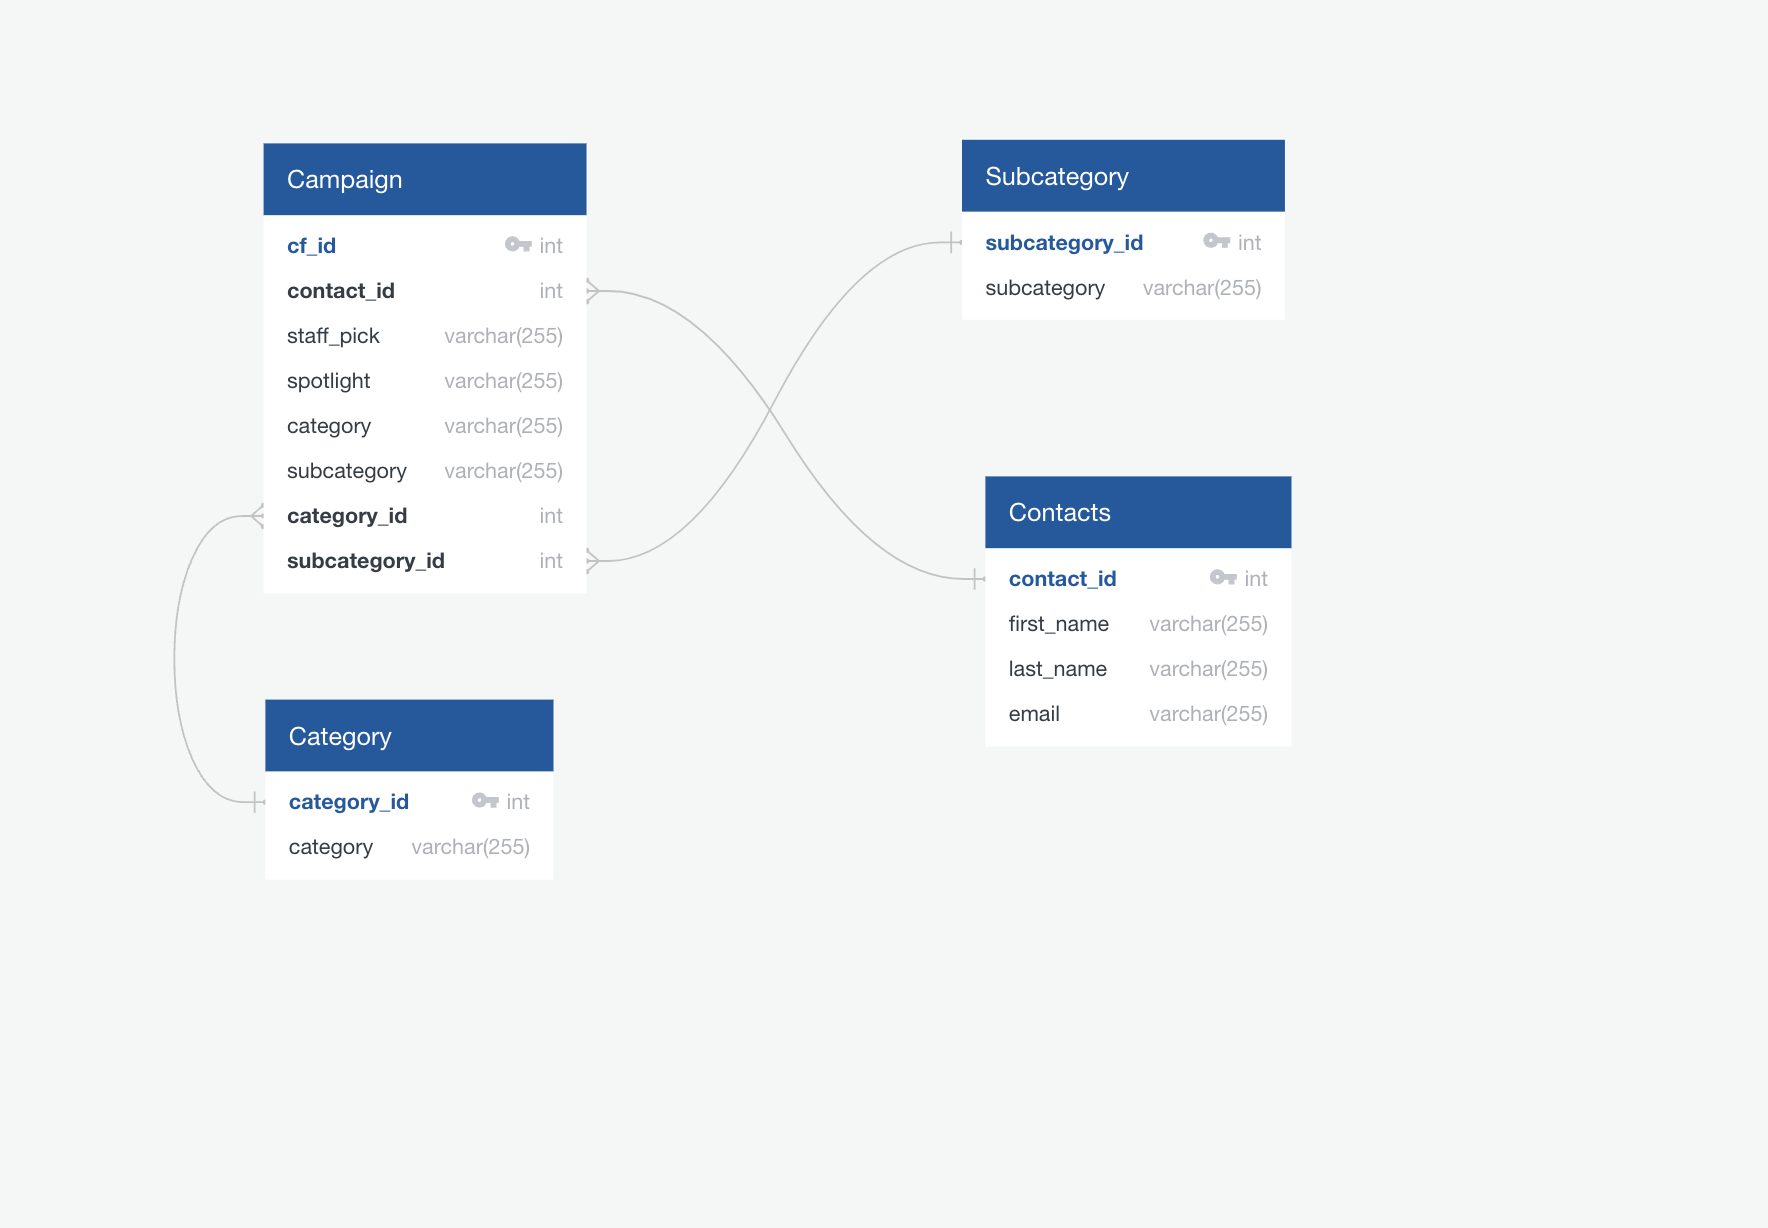 Campaign
cf_id int
contact_id int
staff_pick varchar(255)
spotlight varchar(255)
category varchar(255)
subcategory varchar(255)
category_id int
subcategory_id int
Subcategory
subcategory_id int
subcategory varchar(255)
Contacts
contact_id int
first_name varchar(255)
last_name varchar(255)
email varchar(255)
Category
category_id int
category varchar(255)